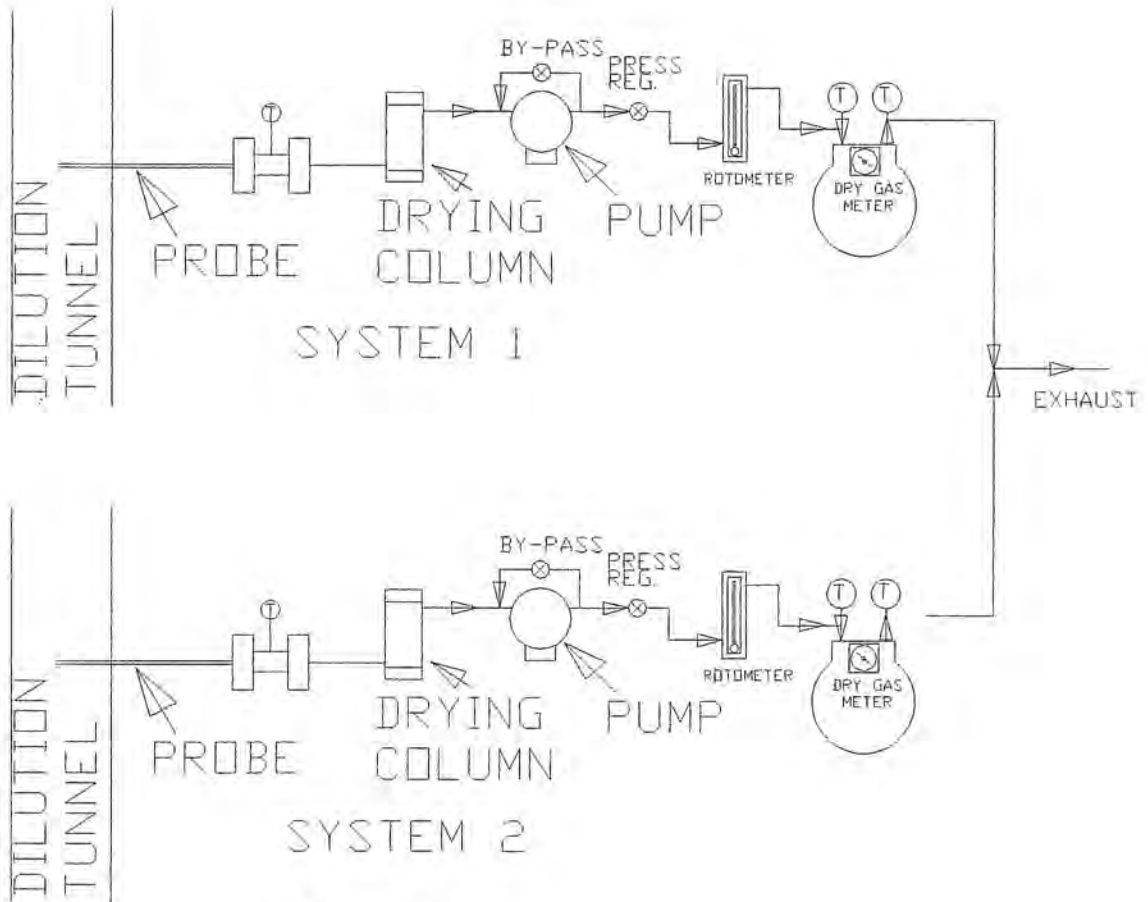 DILUTION
TUNNEL
PROBE
T
DRYING
COLUMN
BY-PASS
PUMP
PRESS
REG.
ROTOMETER
T
T
DRY GAS
METER
SYSTEM 1
EXHAUST
DILUTION
TUNNEL
PROBE
T
DRYING
COLUMN
BY-PASS
PUMP
PRESS
REG.
ROTOMETER
T
T
DRY GAS
METER
SYSTEM 2